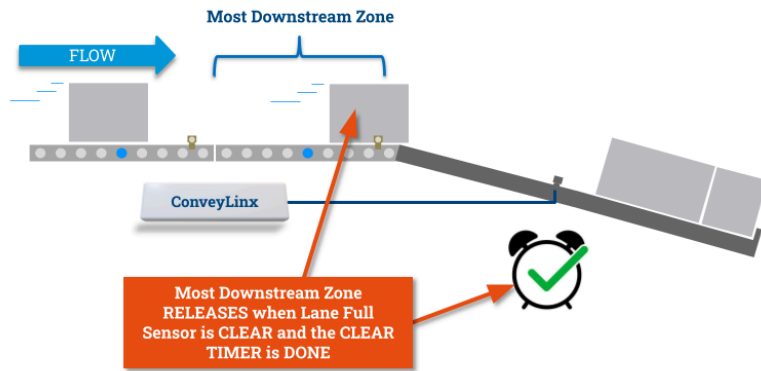 Most Downstream Zone
FLOW
ConveyLinx
Most Downstream Zone
RELEASES when Lane Full
Sensor is CLEAR and the CLEAR
TIMER is DONE